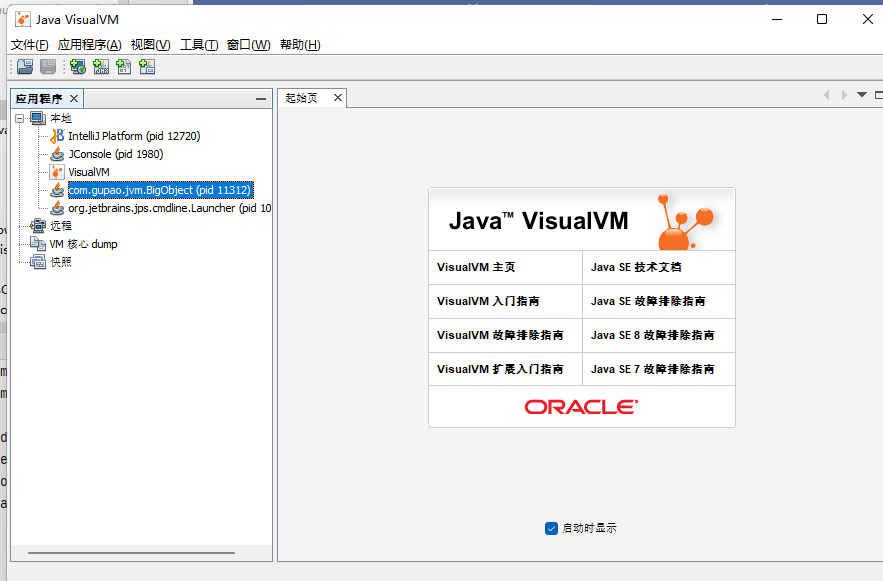 Java VisualVM
文件(F) 应用程序(A) 视图(V) 工具(T) 窗口(W) 帮助(H)
应用程序
本地
IntelliJ Platform (pid 12720)
JConsole (pid 1980)
VisualVM
com.gupao.jvm.BigObject (pid 11312)
org.jetbrains.jps.cmdline.Launcher (pid 10
远程
VM 核心 dump
快照
起始页
Java™ VisualVM
VisualVM 主页
Java SE 技术文档
VisualVM 入门指南
Java SE 故障排除指南
VisualVM 故障排除指南
Java SE 8 故障排除指南
VisualVM 扩展入门指南
Java SE 7 故障排除指南
ORACLE
启动时显示